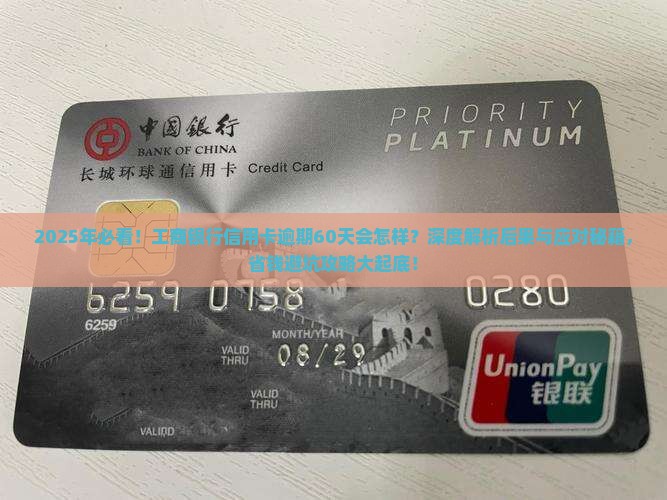 中国銀行
BANK OF CHINA
长城环球通信用卡 Credit Card
PRIORITY
PLATINUM
2025年必看！工商银行信用卡逾期60天会怎样？深度解析后果与应对秘籍，
省钱避坑攻略大起底！
6259 0758 0280
6259
MONTH/YEAR
VALID
THRU
08/29
VALID
THRU
UnionPay
银联